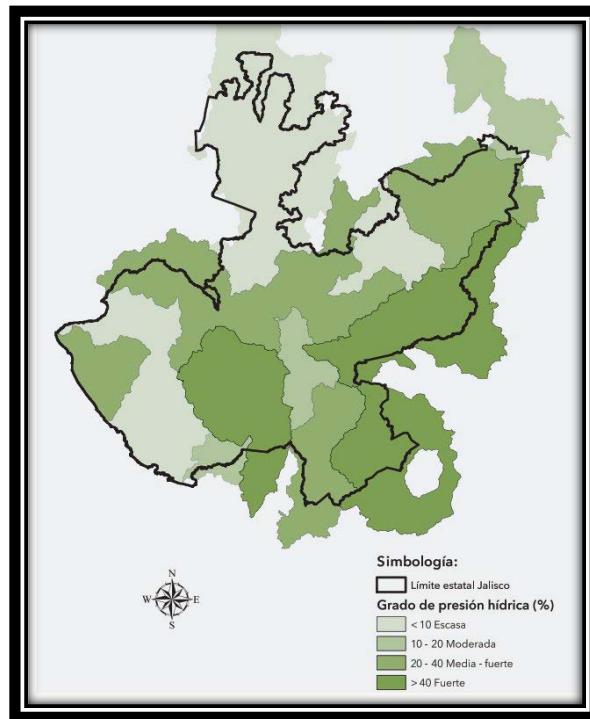 N
W E
S
Simbología:
Límite estatal Jalisco
Grado de presión hídrica (%)
< 10 Escasa
10 - 20 Moderada
20 - 40 Media - fuerte
> 40 Fuerte